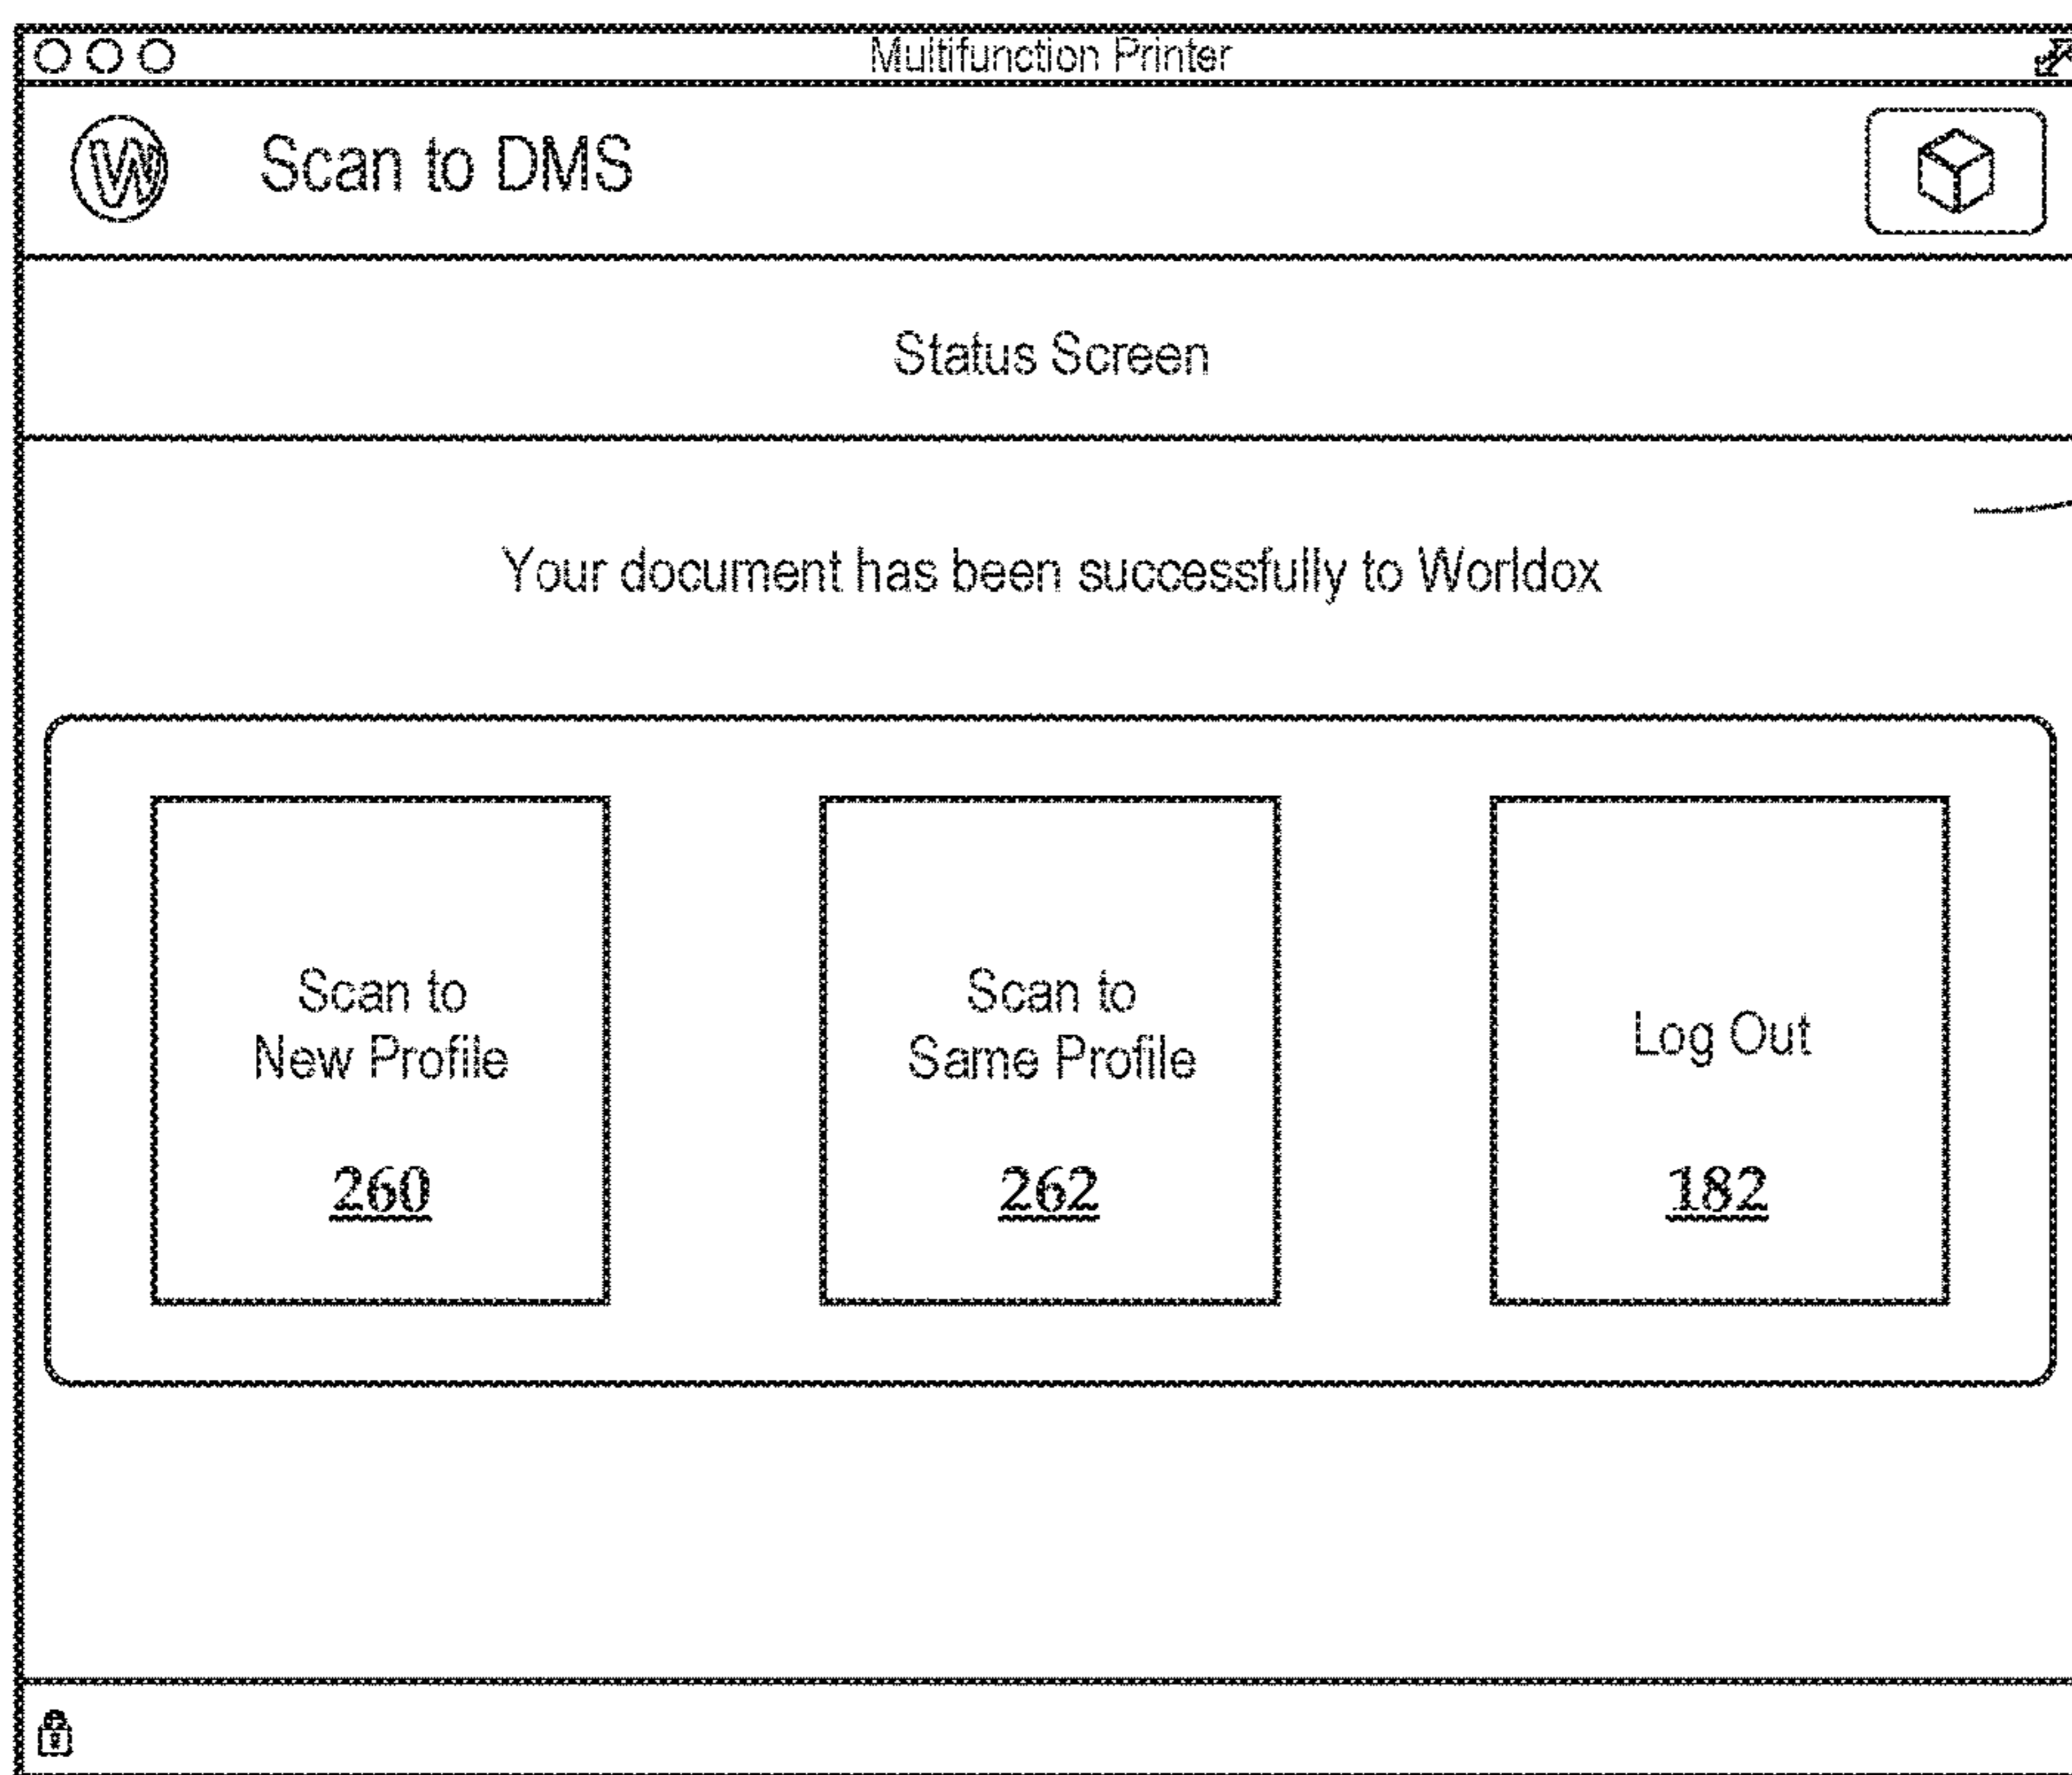 Multifunction Printer
W Scan to DMS
Status Screen
Your document has been successfully to Worldox
Scan to
New Profile
260
Scan to
Same Profile
262
Log Out
182